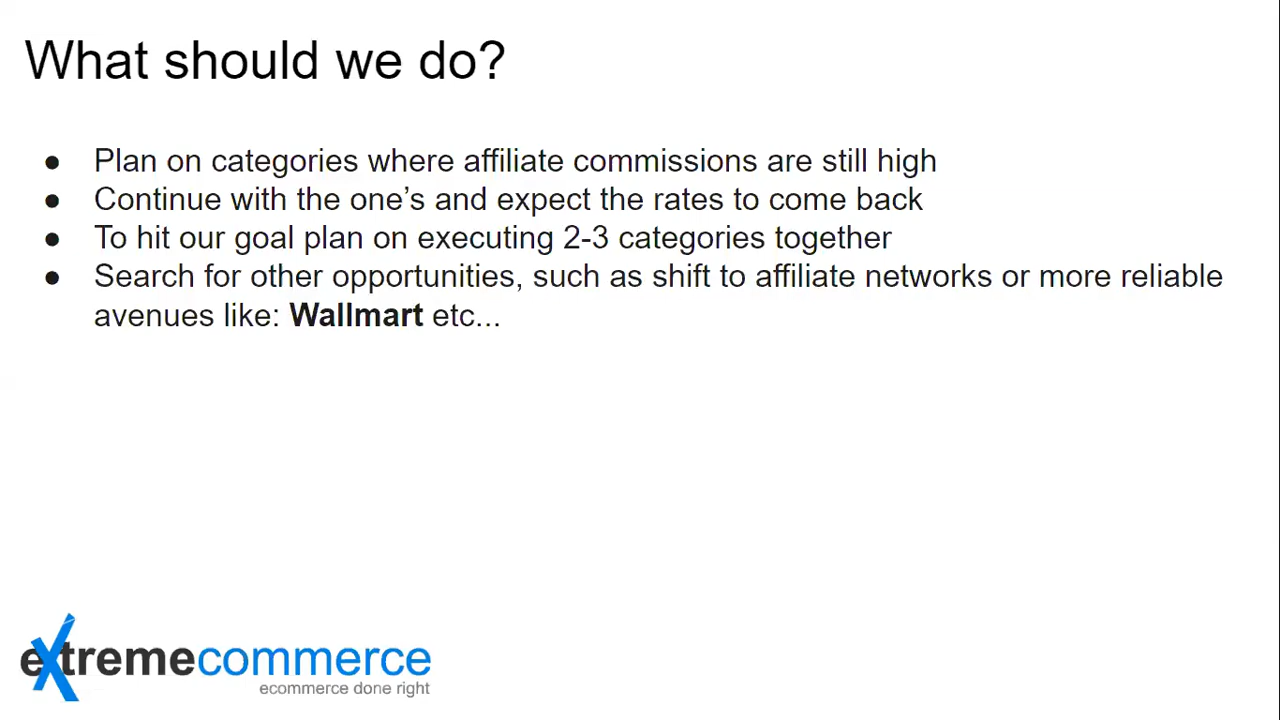 What should we do?
● Plan on categories where affiliate commissions are still high
● Continue with the one’s and expect the rates to come back
● To hit our goal plan on executing 2-3 categories together
● Search for other opportunities, such as shift to affiliate networks or more reliable
avenues like: Wallmart etc...
extremecommerce
ecommerce done right